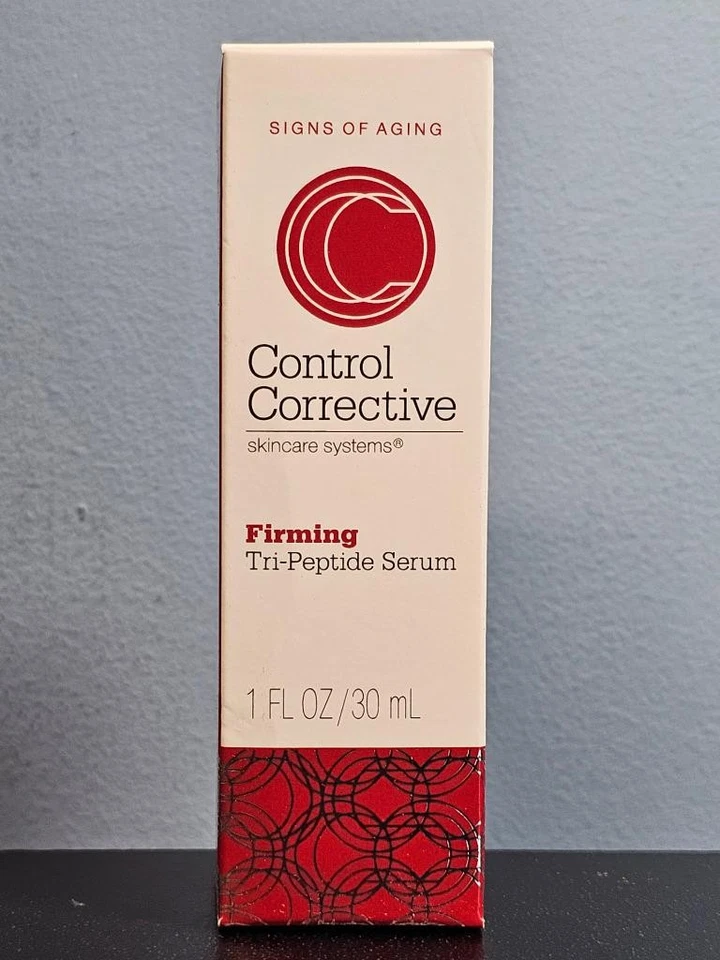 SIGNS OF AGING
Control
Corrective
skincare systems®
Firming
Tri-Peptide Serum
1 FL OZ/30 mL